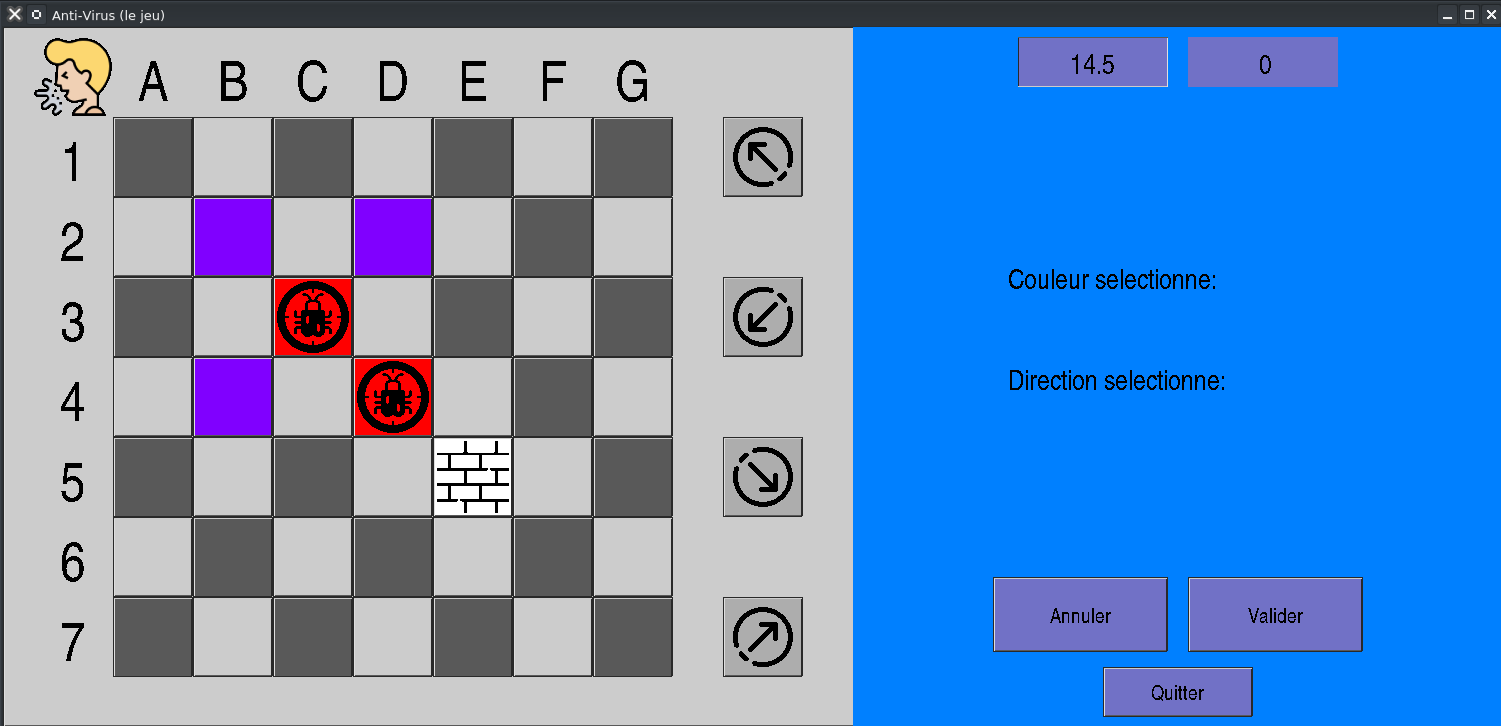 Anti-Virus (le jeu)
A B C D E F G
14.5
0
1
2
3
4
5
6
7
Couleur selectionne:
Direction selectionne:
Annuler
Valider
Quitter